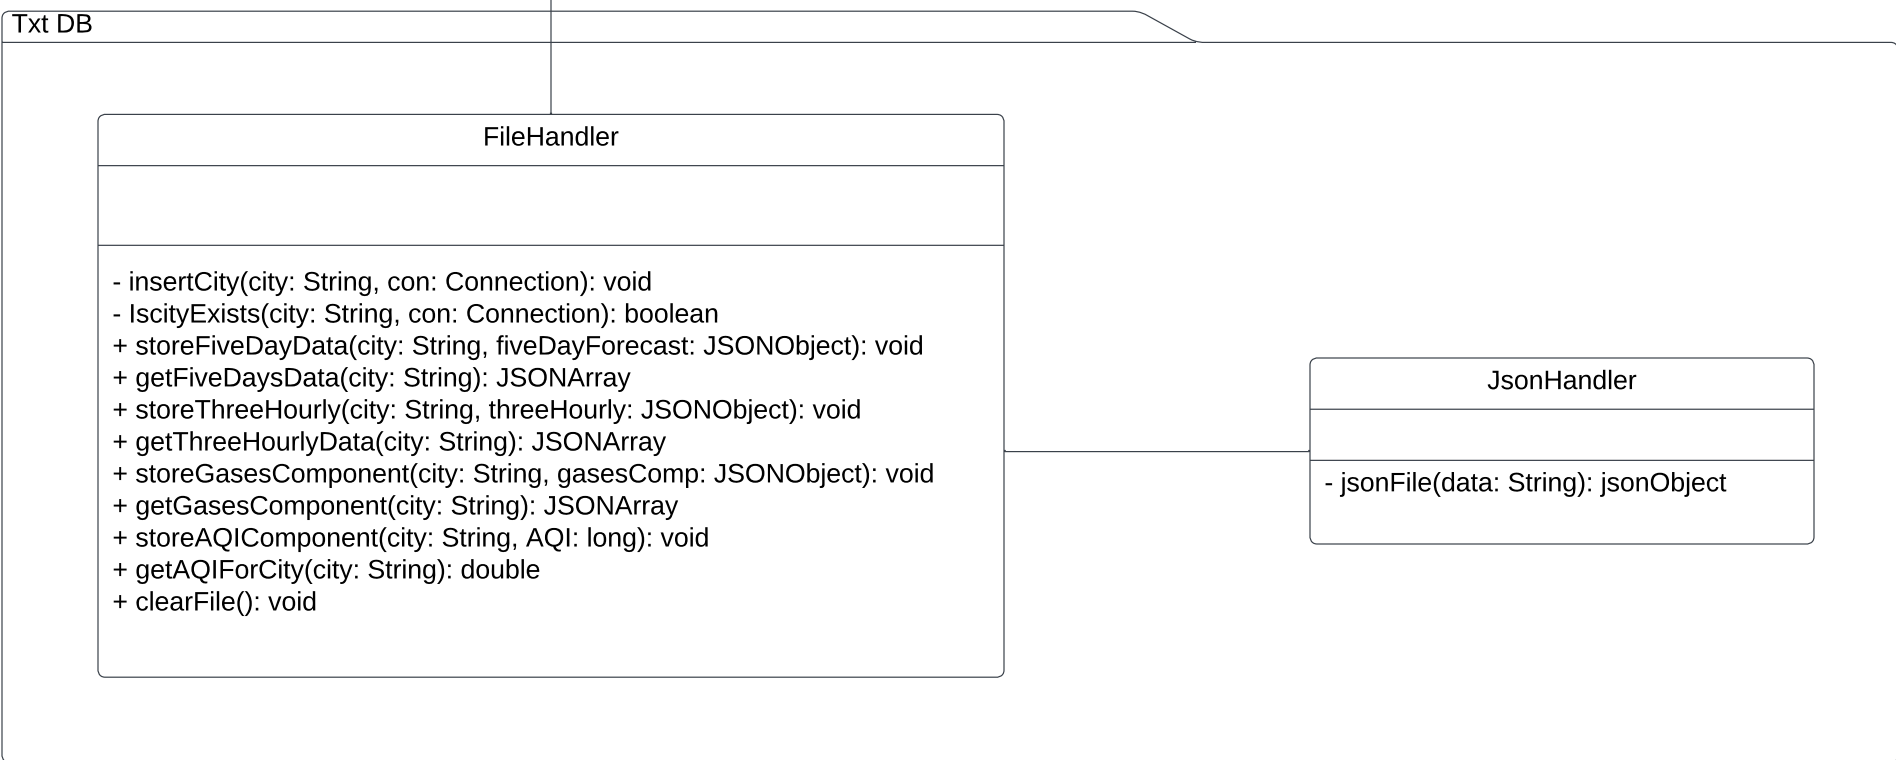 Txt DB
FileHandler
- insertCity(city: String, con: Connection): void
- IscityExists(city: String, con: Connection): boolean
+ storeFiveDayData(city: String, fiveDayForecast: JSONObject): void
+ getFiveDaysData(city: String): JSONArray
+ storeThreeHourly(city: String, threeHourly: JSONObject): void
+ getThreeHourlyData(city: String): JSONArray
+ storeGasesComponent(city: String, gasesComp: JSONObject): void
+ getGasesComponent(city: String): JSONArray
+ storeAQIComponent(city: String, AQI: long): void
+ getAQIForCity(city: String): double
+ clearFile(): void
JsonHandler
- jsonFile(data: String): jsonObject